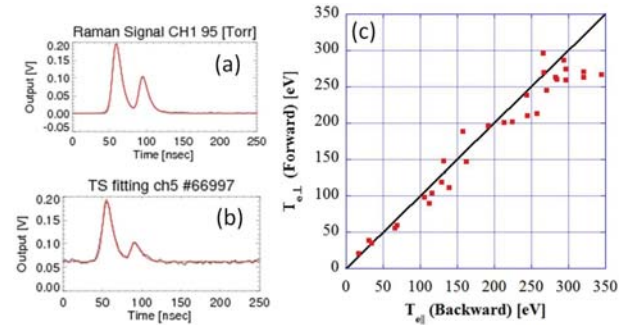 Raman Signal CH1 95 [Torr]
(a)
Output [V]
0.20
0.15
0.10
0.05
0.00
-0.05
0 50 100 150 200 250
Time [nsec]
TS fitting ch5 #66997
(b)
Output [V]
0.20
0.15
0.10
0.05
0.00
0 50 100 150 200 250
Time [nsec]
(c)
T e⊥ (Forward) [eV]
350
300
250
200
150
100
50
0
0 50 100 150 200 250 300 350
T e∥ (Backward) [eV]